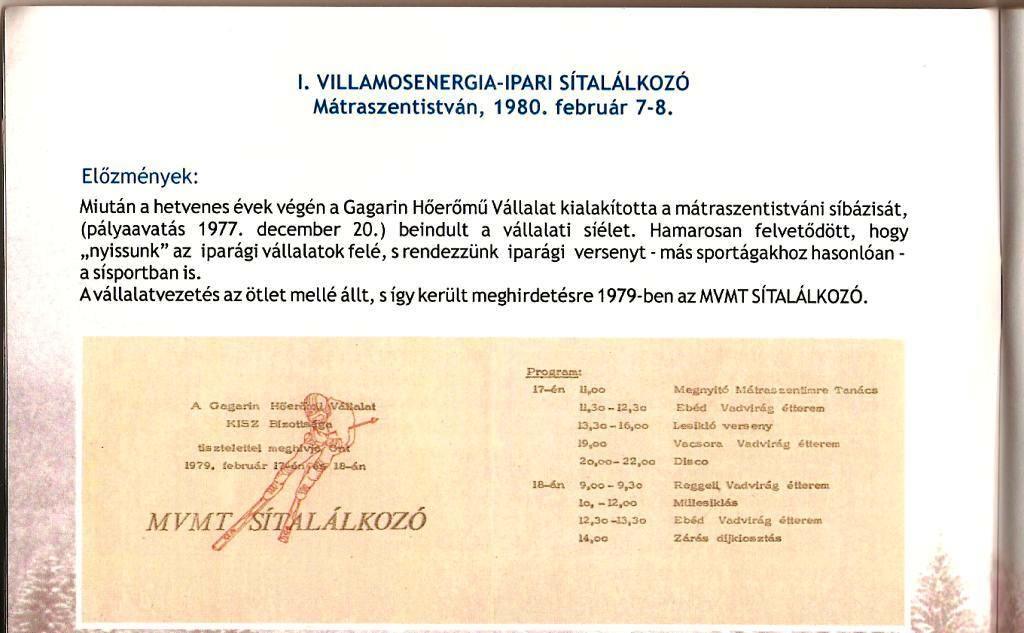 I. VILLAMOSENERGIA-IPARI SÍTALÁLKOZÓ
Mátraszentistván, 1980. február 7-8.
Előzmények:
Miután a hetvenes évek végén a Gagarin Hőerőmű Vállalat kialakította a mátraszentistváni síbázisát,
(pályaavatás 1977. december 20.) beindult a vállalati síélet. Hamarosan felvetődött, hogy
„nyissunk” az iparági vállalatok felé, s rendezzünk iparági versenyt - más sportágakhoz hasonlóan -
a sísportban is.
A vállalatvezetés az ötlet mellé állt, s így került meghirdetésre 1979-ben az MVMT SÍTALÁLKOZÓ.
A Gagarin Hőerőmű Vállalat
KISZ Bizottsága
tisztelettel meghívja Önt
1979. február 17-én és 18-án
MVMT SÍTALÁLKOZÓ
Program:
17-én 11,00 Megnyitó Mátraszentimre Tanács
11,30-12,30 Ebéd Vadvirág étterem
13,30-16,00 Lesikló verseny
19,00 Vacsora Vadvirág étterem
20,00-22,00 Disco
18-án 9,00-9,30 Reggeli Vadvirág étterem
10,-12,00 Műlesiklás
12,30-13,30 Ebéd Vadvirág étterem
14,00 Zárás díjkiosztás